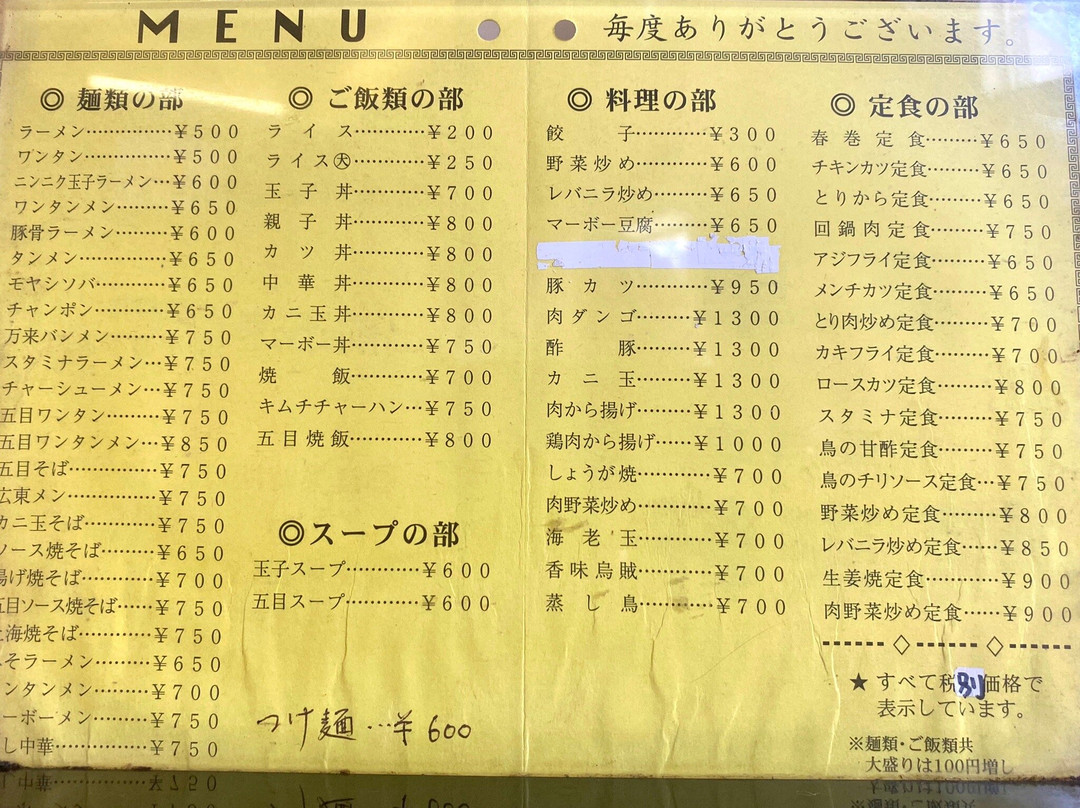 MENU
毎度ありがとうございます。
◎ 麺類の部
ラーメン……………¥500
ワンタン……………¥500
ニンニク玉子ラーメン…¥600
ワンタンメン………¥650
豚骨ラーメン………¥600
タンメン……………¥650
モヤシソバ…………¥650
チャンポン…………¥650
万来バンメン………¥750
スタミナラーメン…¥750
チャーシューメン…¥750
五目ワンタン………¥750
五目ワンタンメン…¥850
五目そば……………¥750
広東メン……………¥750
カニ玉そば…………¥750
ソース焼そば………¥650
揚げ焼そば…………¥700
五目ソース焼そば……¥750
上海焼そば…………¥750
みそラーメン………¥650
ンタンメン………¥700
ーボーメン………¥750
し中華……………¥750
◎ ご飯類の部
ライス…………¥200
ライス㊛…………¥250
玉子丼…………¥700
親子丼…………¥800
カツ丼…………¥800
中華丼…………¥800
カニ玉丼…………¥800
マーボー丼…………¥750
焼飯…………¥700
キムチチャーハン…¥750
五目焼飯…………¥800
◎スープの部
玉子スープ…………¥600
五目スープ…………¥600
つけ麺…¥600
◎ 料理の部
餃子…………¥300
野菜炒め…………¥600
レバニラ炒め………¥650
マーボー豆腐………¥650
豚カツ…………¥950
肉ダンゴ………¥1300
酢豚………¥1300
カニ玉………¥1300
肉から揚げ………¥1300
鶏肉から揚げ……¥1000
しょうが焼…………¥700
肉野菜炒め…………¥700
海老玉…………¥700
香味烏賊…………¥700
蒸し鳥…………¥700
◎ 定食の部
春巻定食…………¥650
チキンカツ定食………¥650
とりから定食…………¥650
回鍋肉定食…………¥750
アジフライ定食………¥650
メンチカツ定食………¥650
とり肉炒め定食………¥700
カキフライ定食………¥700
ロースカツ定食………¥800
スタミナ定食…………¥750
鳥の甘酢定食…………¥750
鳥のチリソース定食…¥750
野菜炒め定食…………¥800
レバニラ炒め定食……¥850
生姜焼定食…………¥900
肉野菜炒め定食………¥900
★ すべて税別価格で
表示しています。
※麺類・ご飯類共
大盛りは100円増し